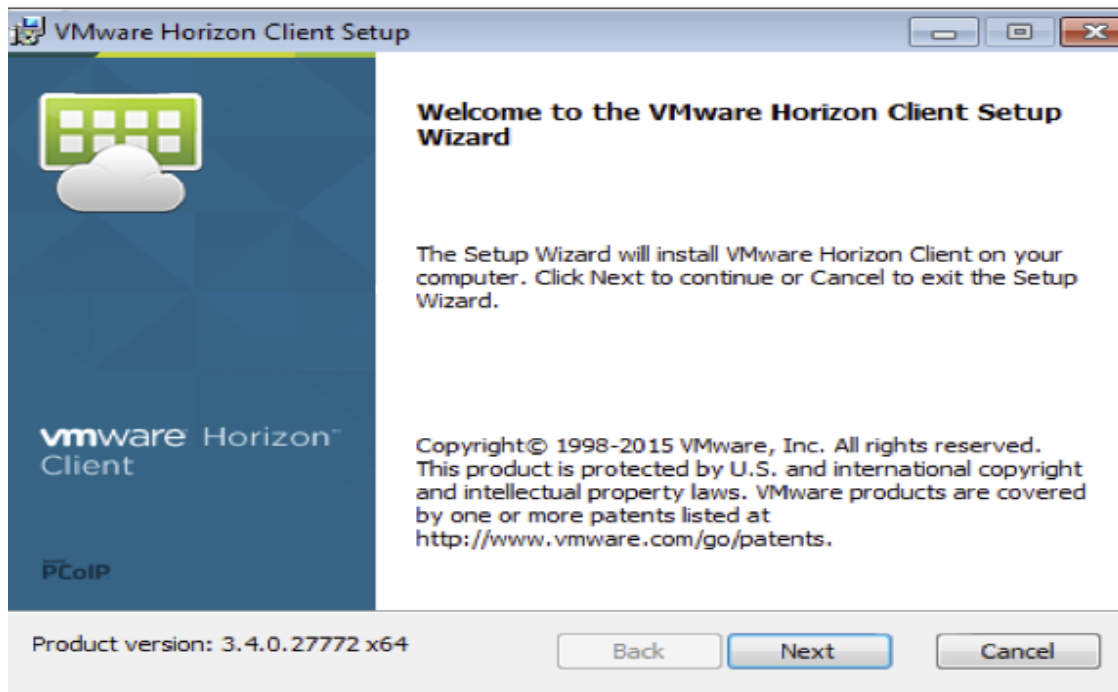 VMware Horizon Client Setup
Welcome to the VMware Horizon Client Setup
Wizard
The Setup Wizard will install VMware Horizon Client on your
computer. Click Next to continue or Cancel to exit the Setup
Wizard.
vmware Horizon™
Client
Copyright© 1998-2015 VMware, Inc. All rights reserved.
This product is protected by U.S. and international copyright
and intellectual property laws. VMware products are covered
by one or more patents listed at
http://www.vmware.com/go/patents.
PCoIP
Product version: 3.4.0.27772 x64
Back
Next
Cancel